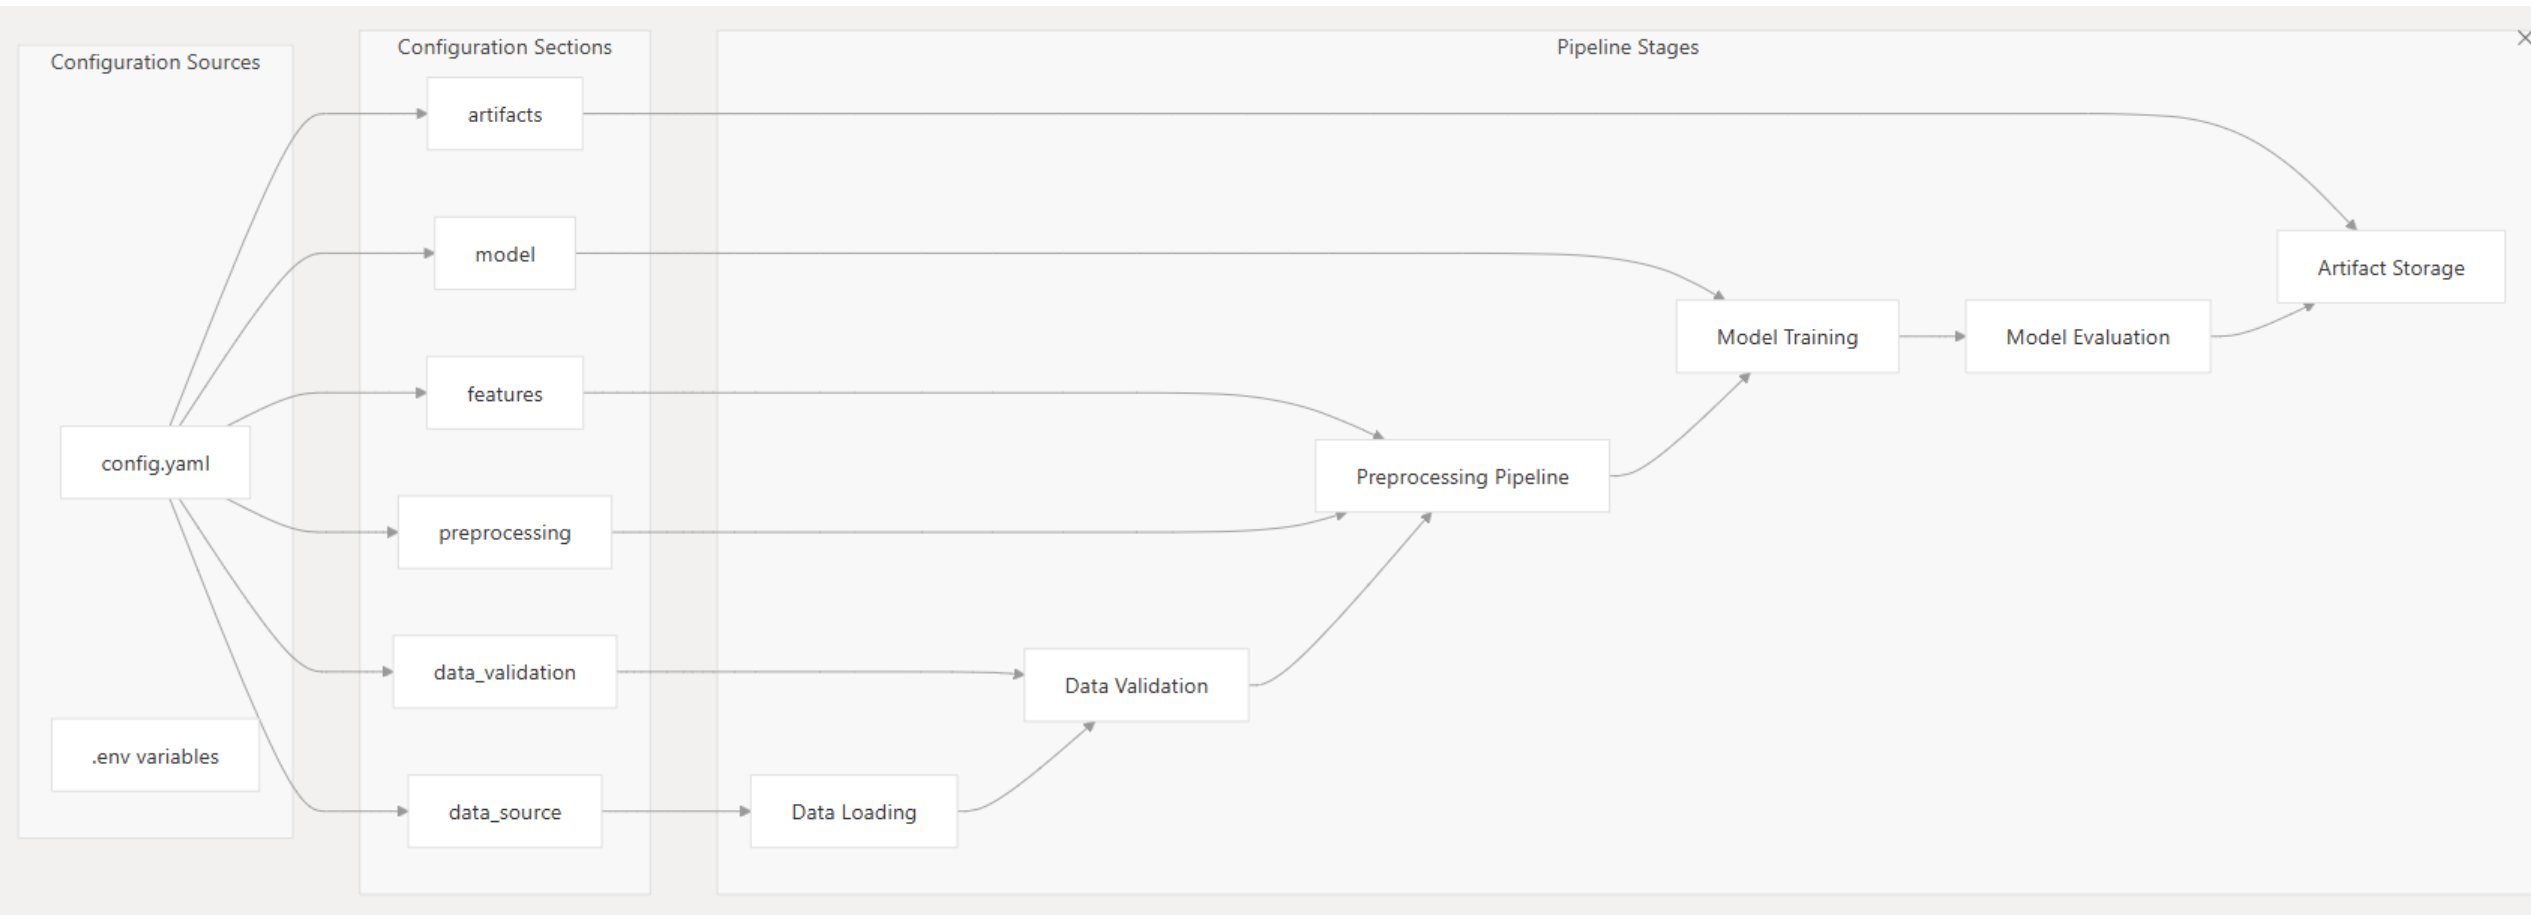 Configuration Sources
config.yaml
.env variables
Configuration Sections
artifacts
model
features
preprocessing
data_validation
data_source
Pipeline Stages
Data Loading
Data Validation
Preprocessing Pipeline
Model Training
Model Evaluation
Artifact Storage